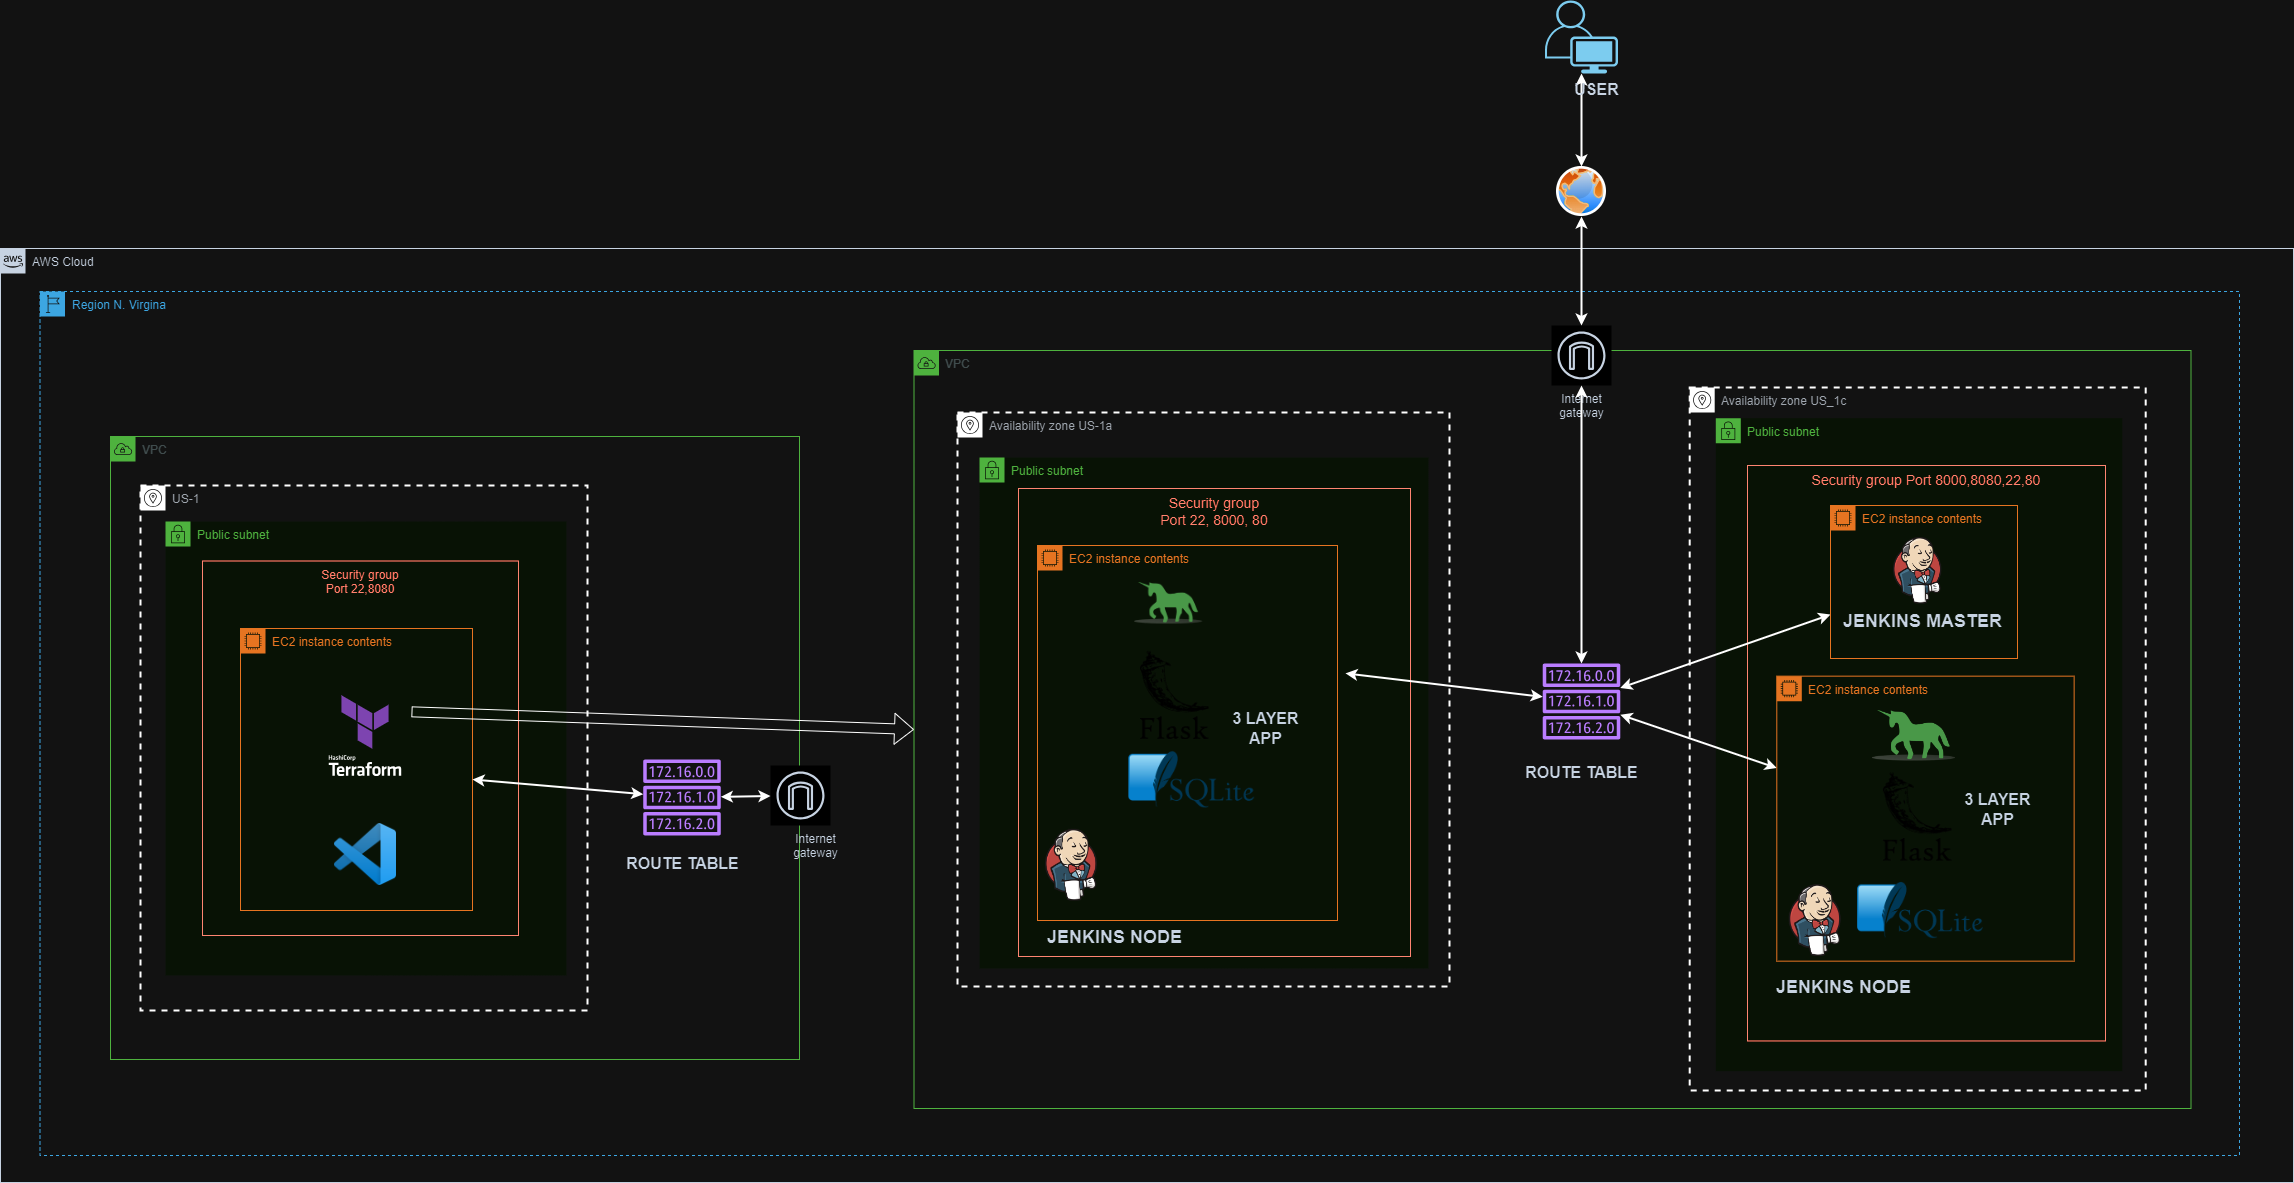 USER
aws
AWS Cloud
Region N. Virgina
VPC
US-1
Public subnet
Security group
Port 22,8080
EC2 instance contents
HashiCorp
Terraform
172.16.0.0
172.16.1.0
172.16.2.0
ROUTE TABLE
Internet
gateway
VPC
Availability zone US-1a
Public subnet
Security group
Port 22, 8000, 80
EC2 instance contents
Flask
3 LAYER
APP
SQLite
JENKINS NODE
Internet
gateway
172.16.0.0
172.16.1.0
172.16.2.0
ROUTE TABLE
Availability zone US_1c
Public subnet
Security group Port 8000,8080,22,80
EC2 instance contents
JENKINS MASTER
EC2 instance contents
3 LAYER
APP
Flask
SQLite
JENKINS NODE